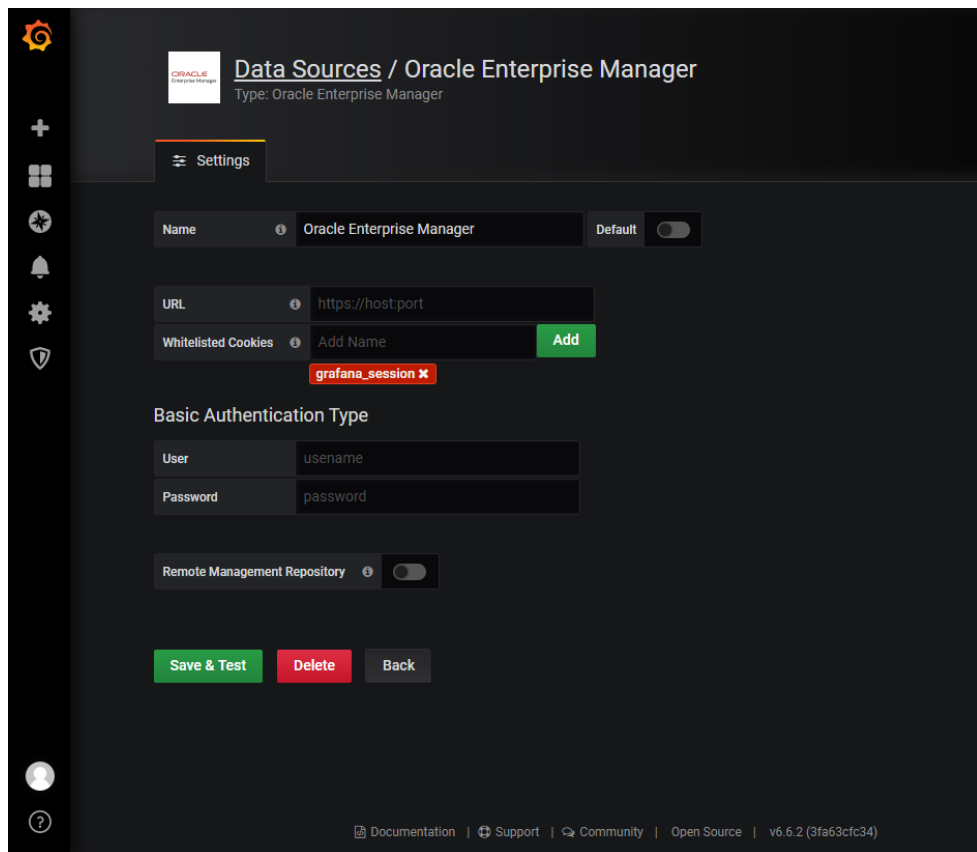 ORACLE
Enterprise Manager
Data Sources / Oracle Enterprise Manager
Type: Oracle Enterprise Manager
Settings
Name Oracle Enterprise Manager Default
URL https://host:port
Whitelisted Cookies Add Name Add
grafana_session
Basic Authentication Type
User usename
Password password
Remote Management Repository
Save & Test Delete Back
Documentation | Support | Community | Open Source | v6.6.2 (3fa63cfc34)